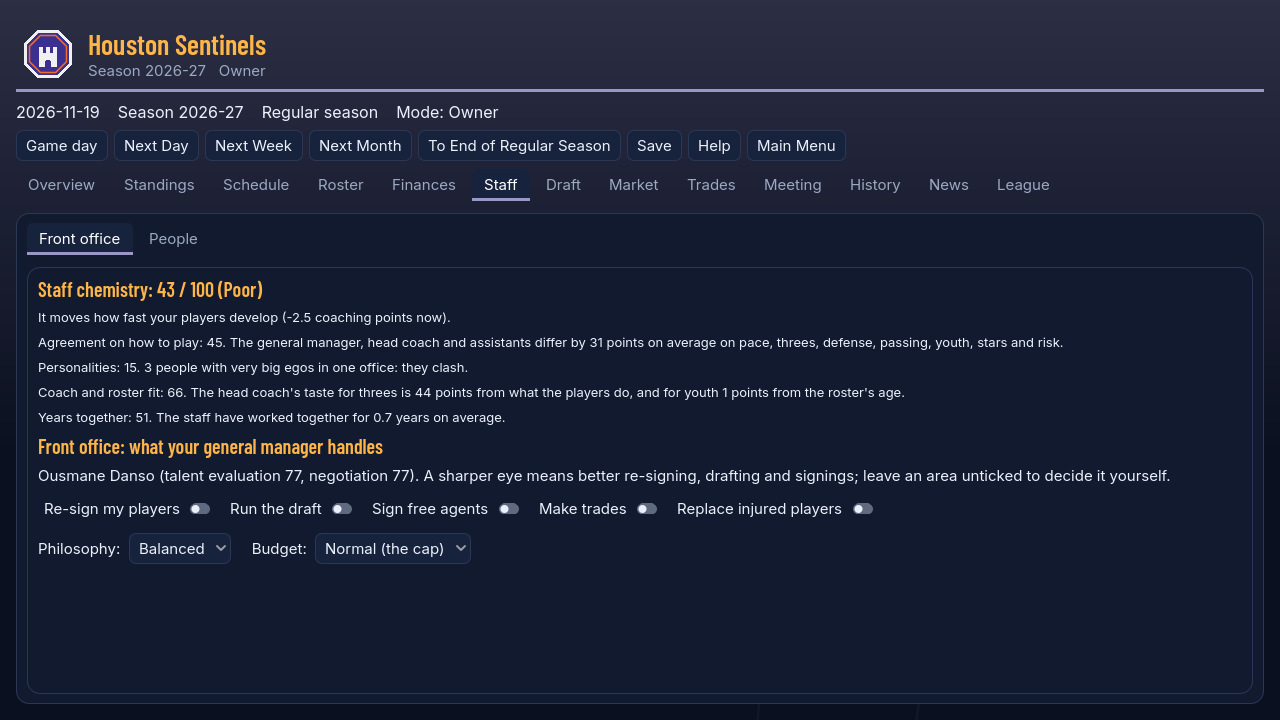 Houston Sentinels
Season 2026-27 Owner
2026-11-19 Season 2026-27 Regular season Mode: Owner
Game day Next Day Next Week Next Month To End of Regular Season Save Help Main Menu
Overview Standings Schedule Roster Finances Staff Draft Market Trades Meeting History News League
Front office People
Staff chemistry: 43 / 100 (Poor)
It moves how fast your players develop (-2.5 coaching points now).
Agreement on how to play: 45. The general manager, head coach and assistants differ by 31 points on average on pace, threes, defense, passing, youth, stars and risk.
Personalities: 15. 3 people with very big egos in one office: they clash.
Coach and roster fit: 66. The head coach's taste for threes is 44 points from what the players do, and for youth 1 points from the roster's age.
Years together: 51. The staff have worked together for 0.7 years on average.
Front office: what your general manager handles
Ousmane Danso (talent evaluation 77, negotiation 77). A sharper eye means better re-signing, drafting and signings; leave an area unticked to decide it yourself.
Re-sign my players Run the draft Sign free agents Make trades Replace injured players
Philosophy: Balanced Budget: Normal (the cap)